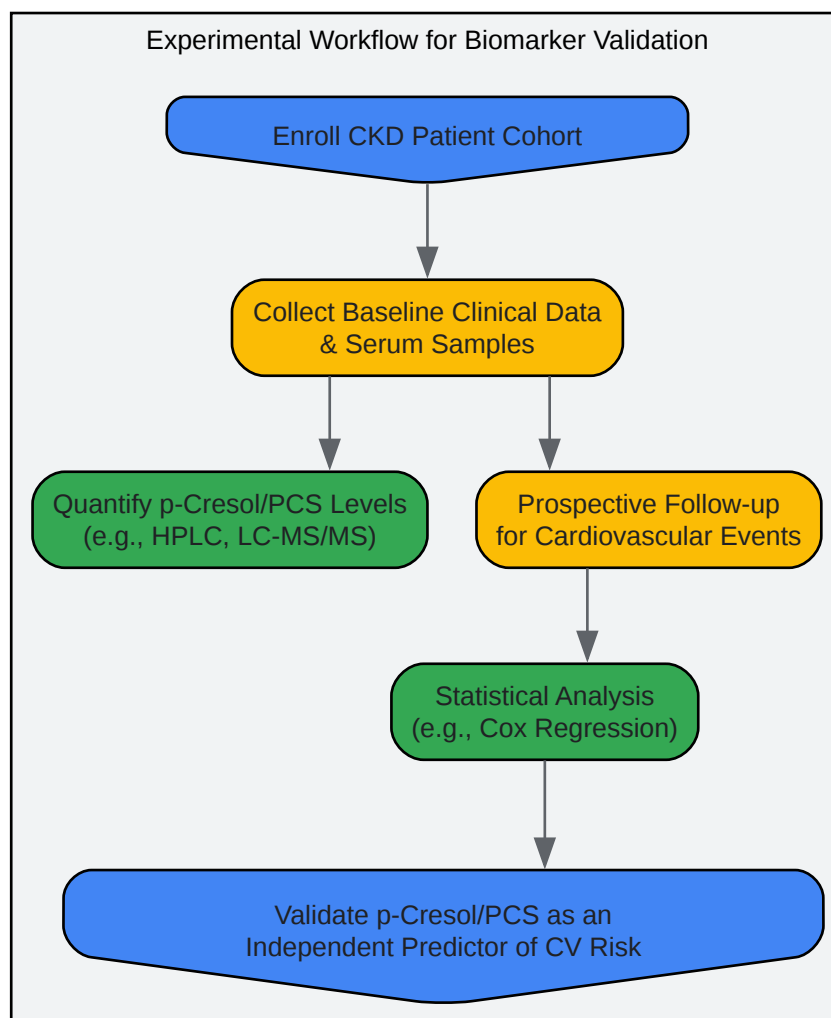 Experimental Workflow for Biomarker Validation
Enroll CKD Patient Cohort
Collect Baseline Clinical Data
& Serum Samples
Quantify p-Cresol/PCS Levels
(e.g., HPLC, LC-MS/MS)
Prospective Follow-up
for Cardiovascular Events
Statistical Analysis
(e.g., Cox Regression)
Validate p-Cresol/PCS as an
Independent Predictor of CV Risk